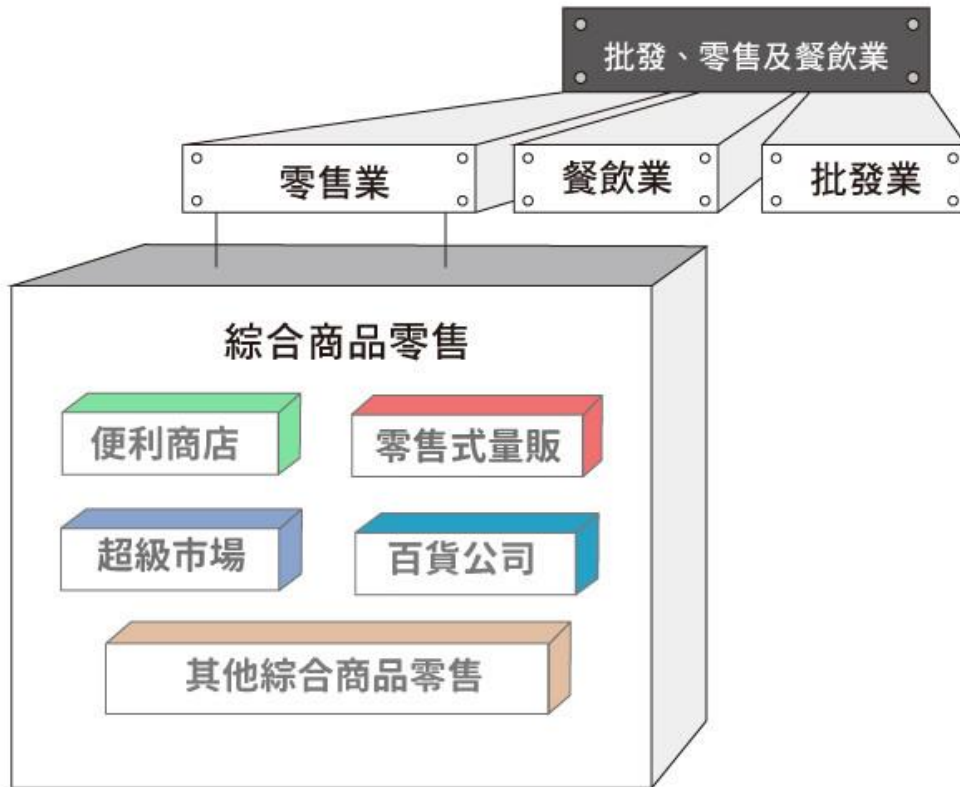 批發、零售及餐飲業
零售業
餐飲業
批發業
綜合商品零售
便利商店
零售式量販
超級市場
百貨公司
其他綜合商品零售